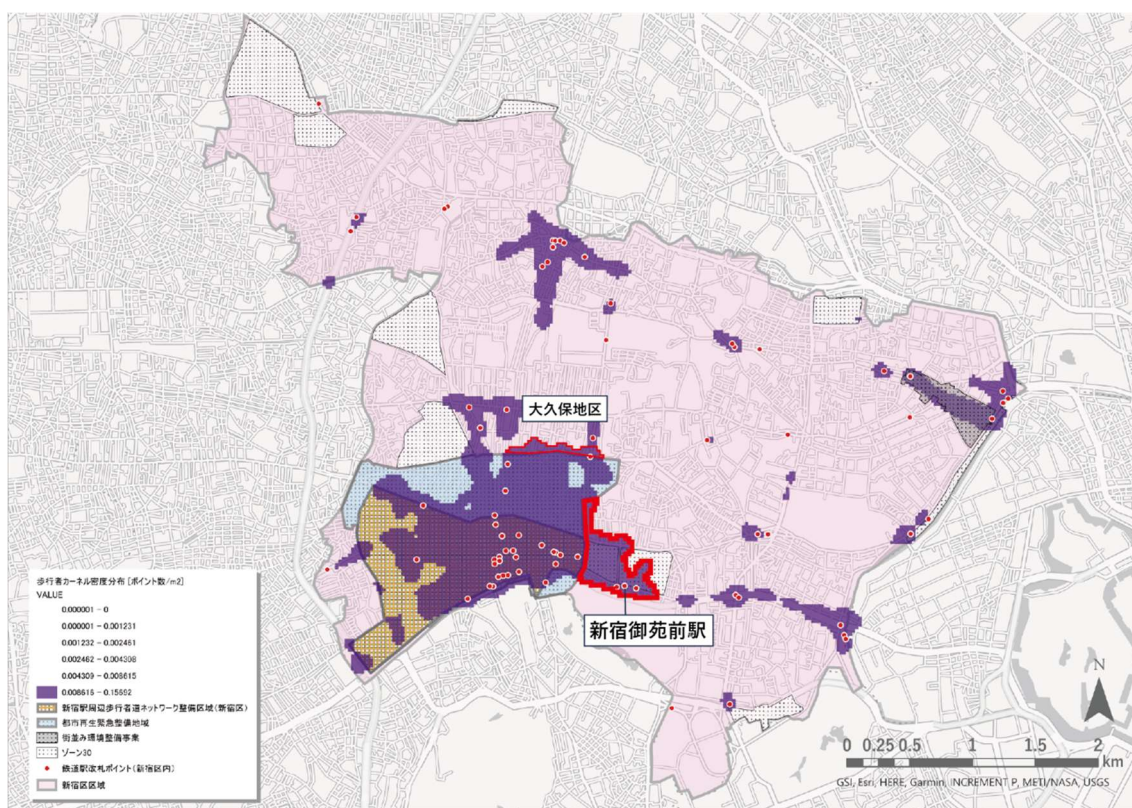 大久保地区
新宿御苑前駅
歩行者カーネル密度分布 [ポイント数/m2]
VALUE
0.000001 - 0
0.000001 - 0.001231
0.001232 - 0.002461
0.002462 - 0.004308
0.004309 - 0.008615
0.008616 - 0.15692
新宿駅周辺歩行者道ネットワーク整備区域(新宿区)
都市再生緊急整備地域
街並み環境整備事業
ゾーン30
鉄道駅改札ポイント(新宿区内)
新宿区区域
N
0 0.25 0.5 1 1.5 2
km
GSI, Esri, HERE, Garmin, INCREMENT P, METI/NASA, USGS